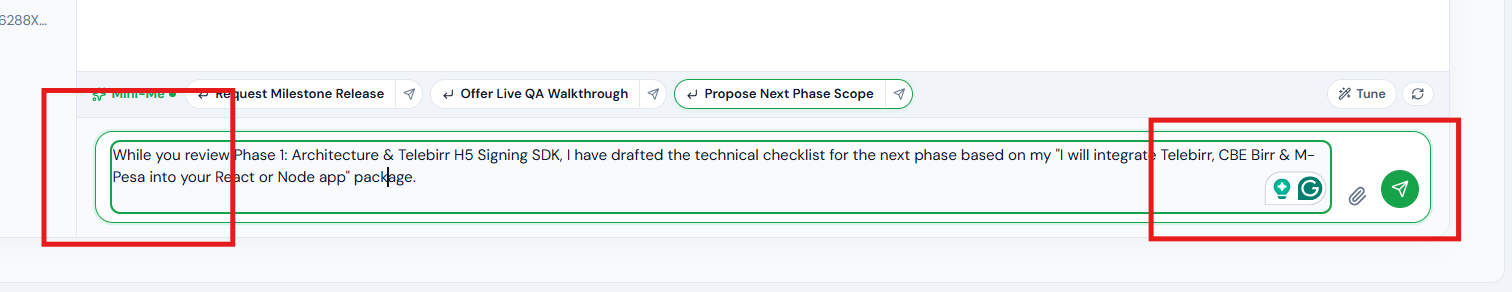 6288X...
Mini-Me
Request Milestone Release
Offer Live QA Walkthrough
Propose Next Phase Scope
Tune
While you review Phase 1: Architecture & Telebirr H5 Signing SDK, I have drafted the technical checklist for the next phase based on my "I will integrate Telebirr, CBE Birr & M-
Pesa into your React or Node app" package.